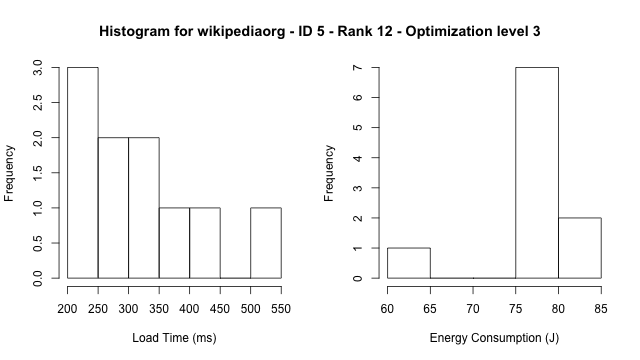 Histogram for wikipediaorg - ID 5 - Rank 12 - Optimization level 3
Frequency
3.0
2.5
2.0
1.5
1.0
0.5
0.0
200 250 300 350 400 450 500 550
Load Time (ms)
Frequency
7
6
5
4
3
2
1
0
60 65 70 75 80 85
Energy Consumption (J)